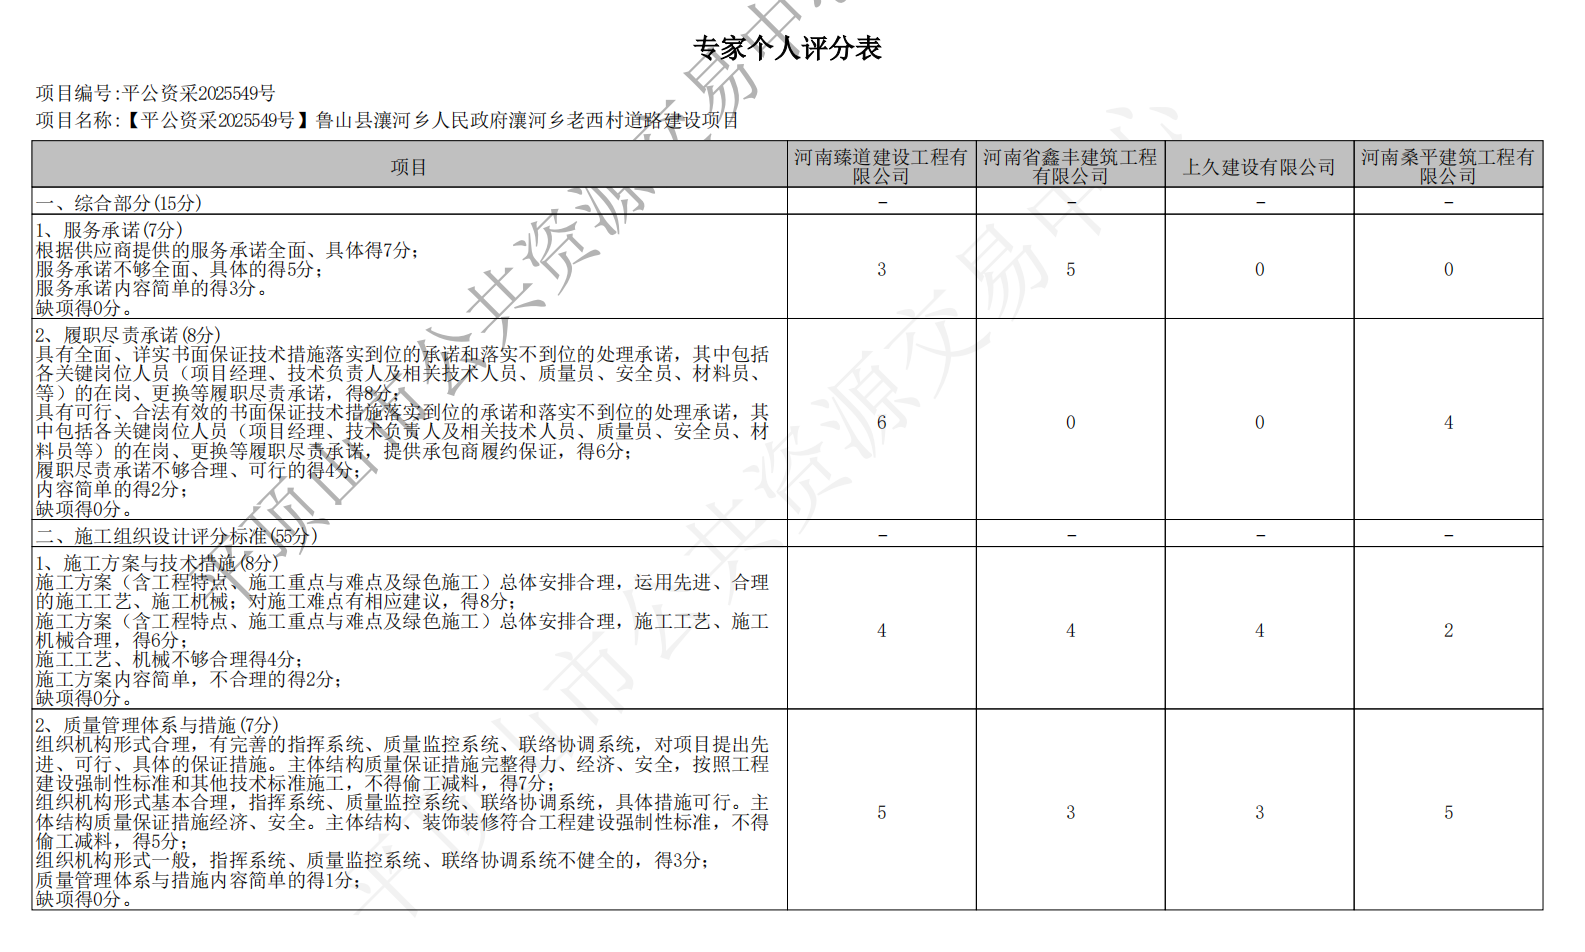 专家个人评分表
项目编号:平公资采2025549号
项目名称:【平公资采2025549号】鲁山县瀼河乡人民政府瀼河乡老西村道路建设项目
项目
河南臻道建设工程有
限公司
河南省鑫丰建筑工程
有限公司
上久建设有限公司
河南桑平建筑工程有
限公司
一、综合部分(15分)
- - - -
1、服务承诺(7分)
根据供应商提供的服务承诺全面、具体得7分；
服务承诺不够全面、具体的得5分；
服务承诺内容简单的得3分。
缺项得0分。
3 5 0 0
2、履职尽责承诺(8分)
具有全面、详实书面保证技术措施落实到位的承诺和落实不到位的处理承诺，其中包括
各关键岗位人员（项目经理、技术负责人及相关技术人员、质量员、安全员、材料员、
等）的在岗、更换等履职尽责承诺，得8分；
具有可行、合法有效的书面保证技术措施落实到位的承诺和落实不到位的处理承诺，其
中包括各关键岗位人员（项目经理、技术负责人及相关技术人员、质量员、安全员、材
料员等）的在岗、更换等履职尽责承诺，提供承包商履约保证，得6分；
履职尽责承诺不够合理、可行的得4分；
内容简单的得2分；
缺项得0分。
6 0 0 4
二、施工组织设计评分标准(55分)
- - - -
1、施工方案与技术措施(8分)
施工方案（含工程特点、施工重点与难点及绿色施工）总体安排合理，运用先进、合理
的施工工艺、施工机械；对施工难点有相应建议，得8分；
施工方案（含工程特点、施工重点与难点及绿色施工）总体安排合理，施工工艺、施工
机械合理，得6分；
施工工艺、机械不够合理得4分；
施工方案内容简单，不合理的得2分；
缺项得0分。
4 4 4 2
2、质量管理体系与措施(7分)
组织机构形式合理，有完善的指挥系统、质量监控系统、联络协调系统，对项目提出先
进、可行、具体的保证措施。主体结构质量保证措施完整得力、经济、安全，按照工程
建设强制性标准和其他技术标准施工，不得偷工减料，得7分；
组织机构形式基本合理，指挥系统、质量监控系统、联络协调系统，具体措施可行。主
体结构质量保证措施经济、安全。主体结构、装饰装修符合工程建设强制性标准，不得
偷工减料，得5分；
组织机构形式一般，指挥系统、质量监控系统、联络协调系统不健全的，得3分；
质量管理体系与措施内容简单的得1分；
缺项得0分。
5 3 3 5
平顶山市公共资源交易中心
平顶山市公共资源交易中心